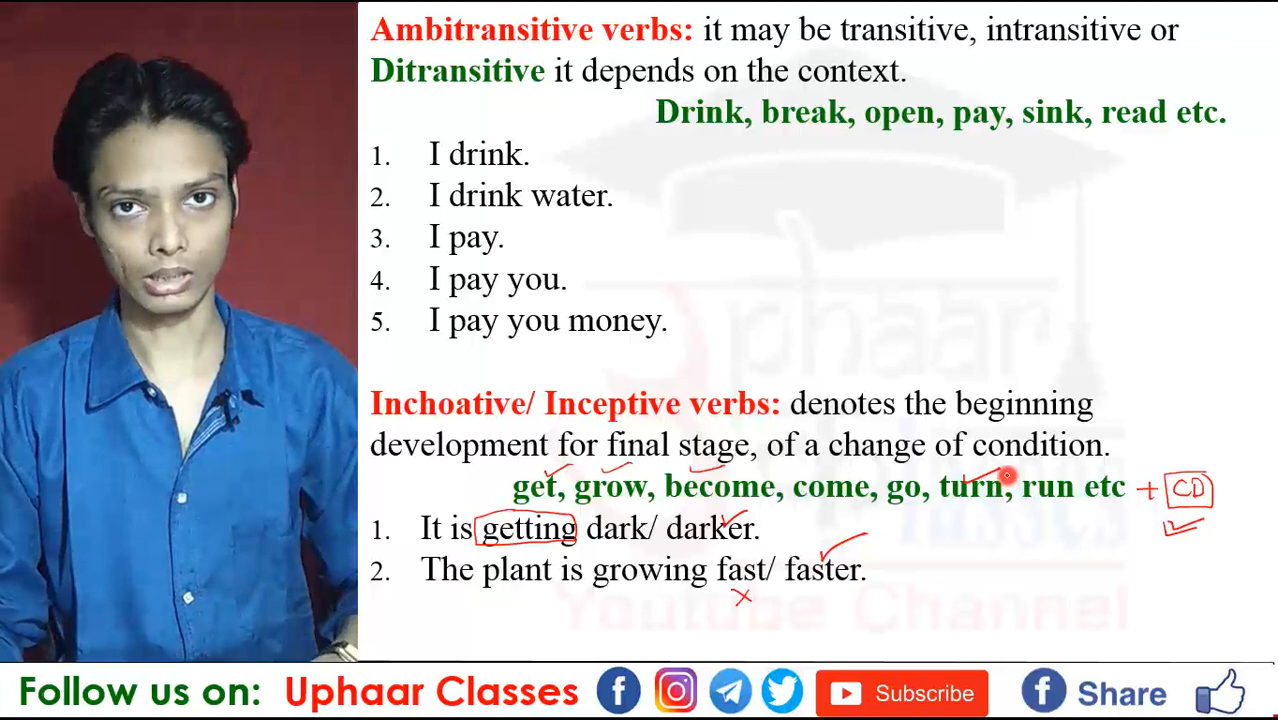 Ambitransitive verbs: it may be transitive, intransitive or
Ditransitive it depends on the context.
Drink, break, open, pay, sink, read etc.
1. I drink.
2. I drink water.
3. I pay.
4. I pay you.
5. I pay you money.
Inchoative/ Inceptive verbs: denotes the beginning
development for final stage, of a change of condition.
get, grow, become, come, go, turn, run etc + CD
1. It is getting dark/ darker.
2. The plant is growing fast/ faster.
Youtube Channel
Follow us on: Uphaar Classes Subscribe Share